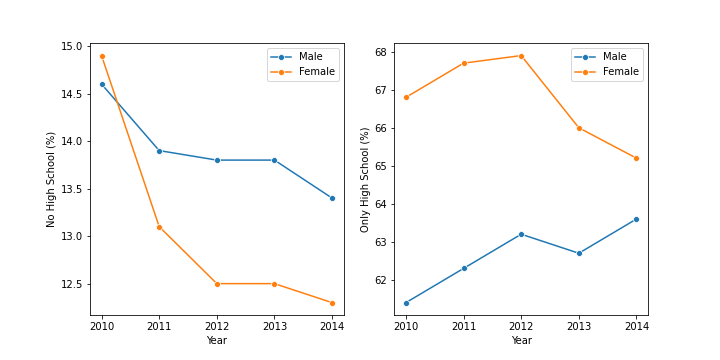 No High School (%)
15.0
14.5
14.0
13.5
13.0
12.5
2010 2011 2012 2013 2014
Year
Male
Female
Only High School (%)
68
67
66
65
64
63
62
2010 2011 2012 2013 2014
Year
Male
Female